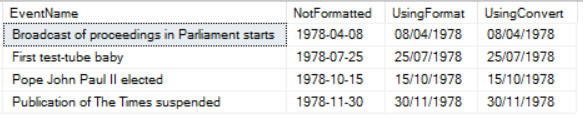 EventName NotFormatted UsingFormat UsingConvert
Broadcast of proceedings in Parliament starts 1978-04-08 08/04/1978 08/04/1978
First test-tube baby 1978-07-25 25/07/1978 25/07/1978
Pope John Paul II elected 1978-10-15 15/10/1978 15/10/1978
Publication of The Times suspended 1978-11-30 30/11/1978 30/11/1978